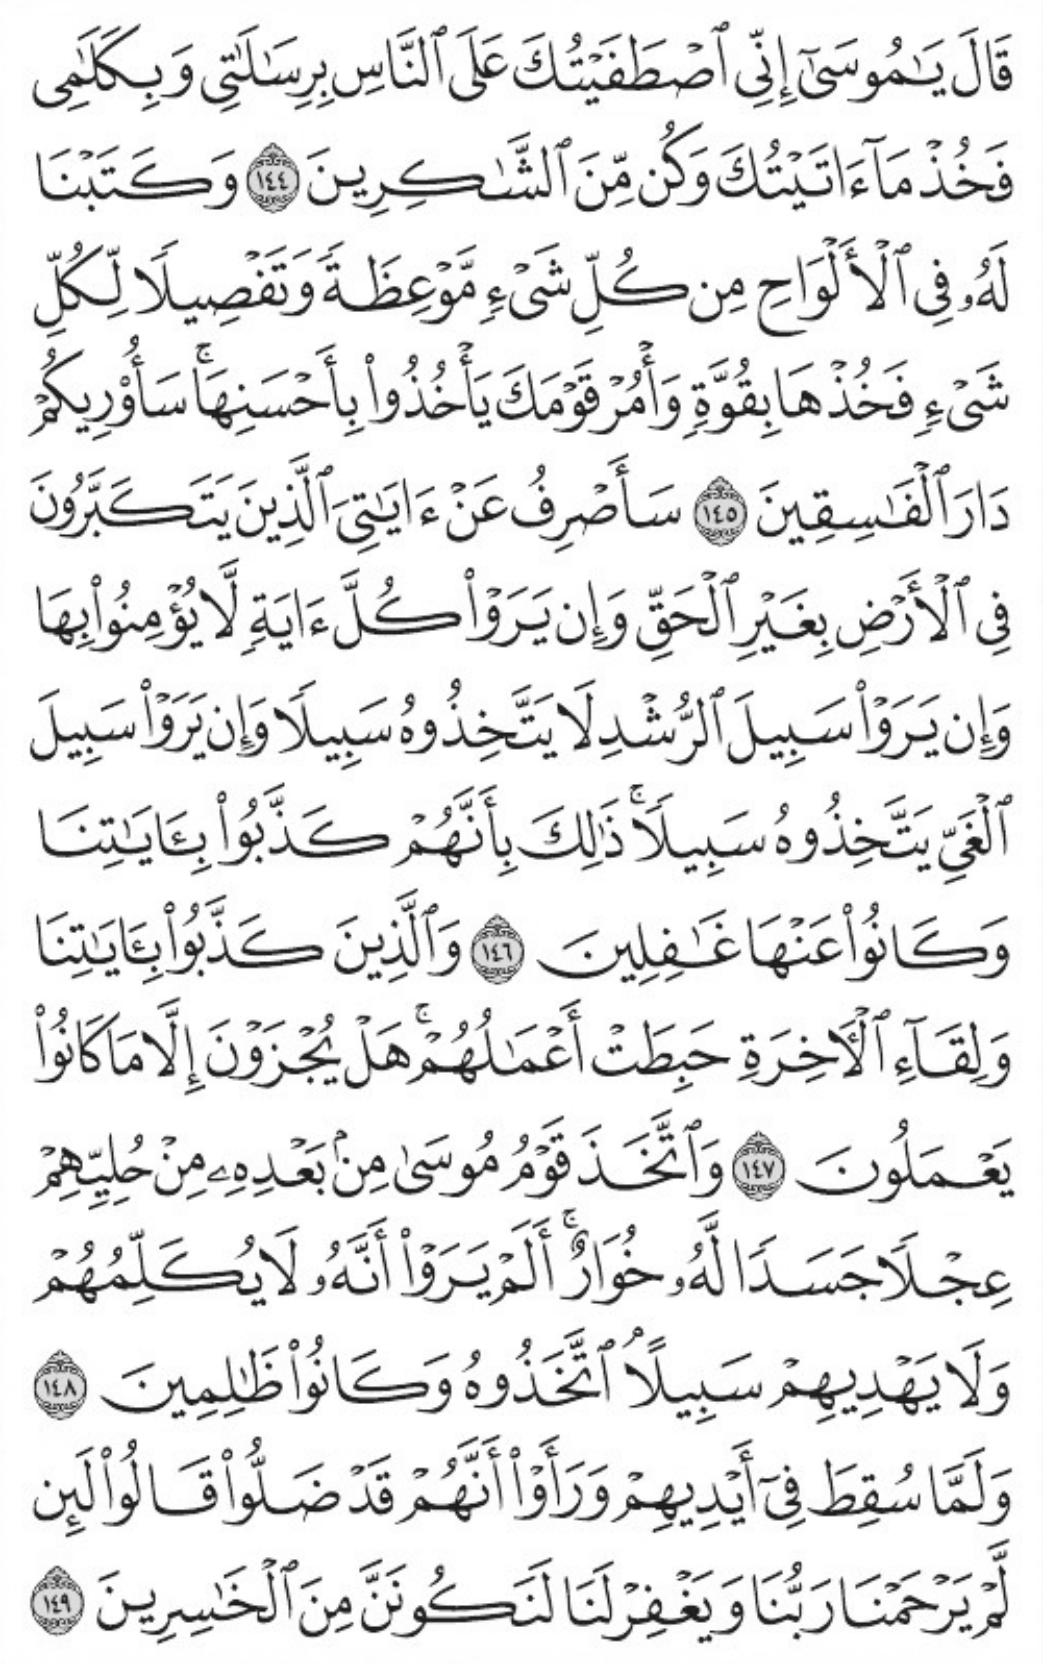 قَالَ يَـٰمُوسَىٰٓ إِنِّي ٱصۡطَفَيۡتُكَ عَلَى ٱلنَّاسِ بِرِسَـٰلَـٰتِي وَبِكَلَـٰمِي
فَخُذۡ مَآ ءَاتَيۡتُكَ وَكُن مِّنَ ٱلشَّـٰكِرِينَ ١٤٤ وَكَتَبۡنَا
لَهُۥ فِي ٱلۡأَلۡوَاحِ مِن كُلِّ شَيۡءٖ مَّوۡعِظَةٗ وَتَفۡصِيلٗا لِّكُلِّ
شَيۡءٖ فَخُذۡهَا بِقُوَّةٖ وَأۡمُرۡ قَوۡمَكَ يَأۡخُذُواْ بِأَحۡسَنِهَاۚ سَأُوْرِيكُمۡ
دَارَ ٱلۡفَـٰسِقِينَ ١٤٥ سَأَصۡرِفُ عَنۡ ءَايَـٰتِيَ ٱلَّذِينَ يَتَكَبَّرُونَ
فِي ٱلۡأَرۡضِ بِغَيۡرِ ٱلۡحَقِّ وَإِن يَرَوۡاْ كُلَّ ءَايَةٖ لَّا يُؤۡمِنُواْ بِهَا
وَإِن يَرَوۡاْ سَبِيلَ ٱلرُّشۡدِ لَا يَتَّخِذُوهُ سَبِيلٗا وَإِن يَرَوۡاْ سَبِيلَ
ٱلۡغَيِّ يَتَّخِذُوهُ سَبِيلٗاۚ ذَٰلِكَ بِأَنَّهُمۡ كَذَّبُواْ بِـَٔايَـٰتِنَا
وَكَانُواْ عَنۡهَا غَـٰفِلِينَ ١٤٦ وَٱلَّذِينَ كَذَّبُواْ بِـَٔايَـٰتِنَا
وَلِقَآءِ ٱلۡأٓخِرَةِ حَبِطَتۡ أَعۡمَـٰلُهُمۡۚ هَلۡ يُجۡزَوۡنَ إِلَّا مَا كَانُواْ
يَعۡمَلُونَ ١٤٧ وَٱتَّخَذَ قَوۡمُ مُوسَىٰ مِنۢ بَعۡدِهِۦ مِنۡ حُلِيِّهِمۡ
عِجۡلٗا جَسَدٗا لَّهُۥ خُوَارٌۚ أَلَمۡ يَرَوۡاْ أَنَّهُۥ لَا يُكَلِّمُهُمۡ
وَلَا يَهۡدِيهِمۡ سَبِيلًاۘ ٱتَّخَذُوهُ وَكَانُواْ ظَـٰلِمِينَ ١٤٨
وَلَمَّا سُقِطَ فِيٓ أَيۡدِيهِمۡ وَرَأَوۡاْ أَنَّهُمۡ قَدۡ ضَلُّواْ قَالُواْ لَئِن
لَّمۡ يَرۡحَمۡنَا رَبُّنَا وَيَغۡفِرۡ لَنَا لَنَكُونَنَّ مِنَ ٱلۡخَـٰسِرِينَ ١٤٩